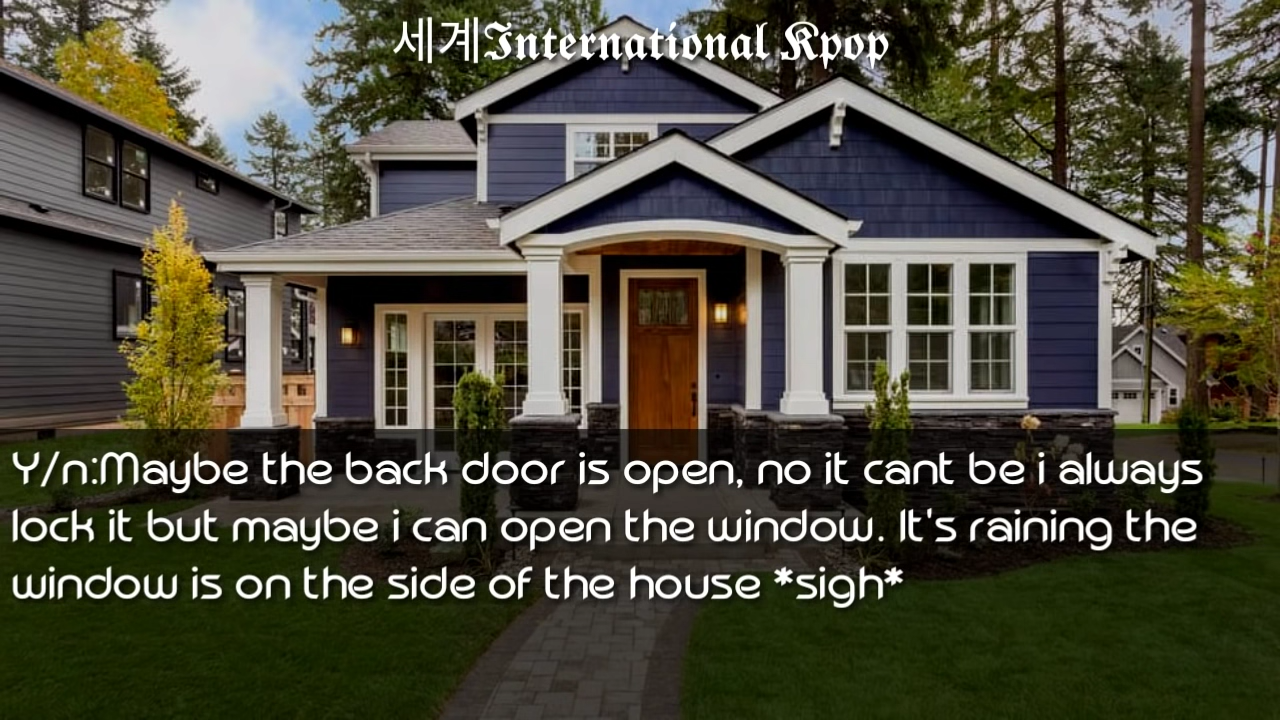 세계International Kpop
Y/n:Maybe the back door is open, no it cant be i always
lock it but maybe i can open the window. It's raining the
window is on the side of the house *sigh*